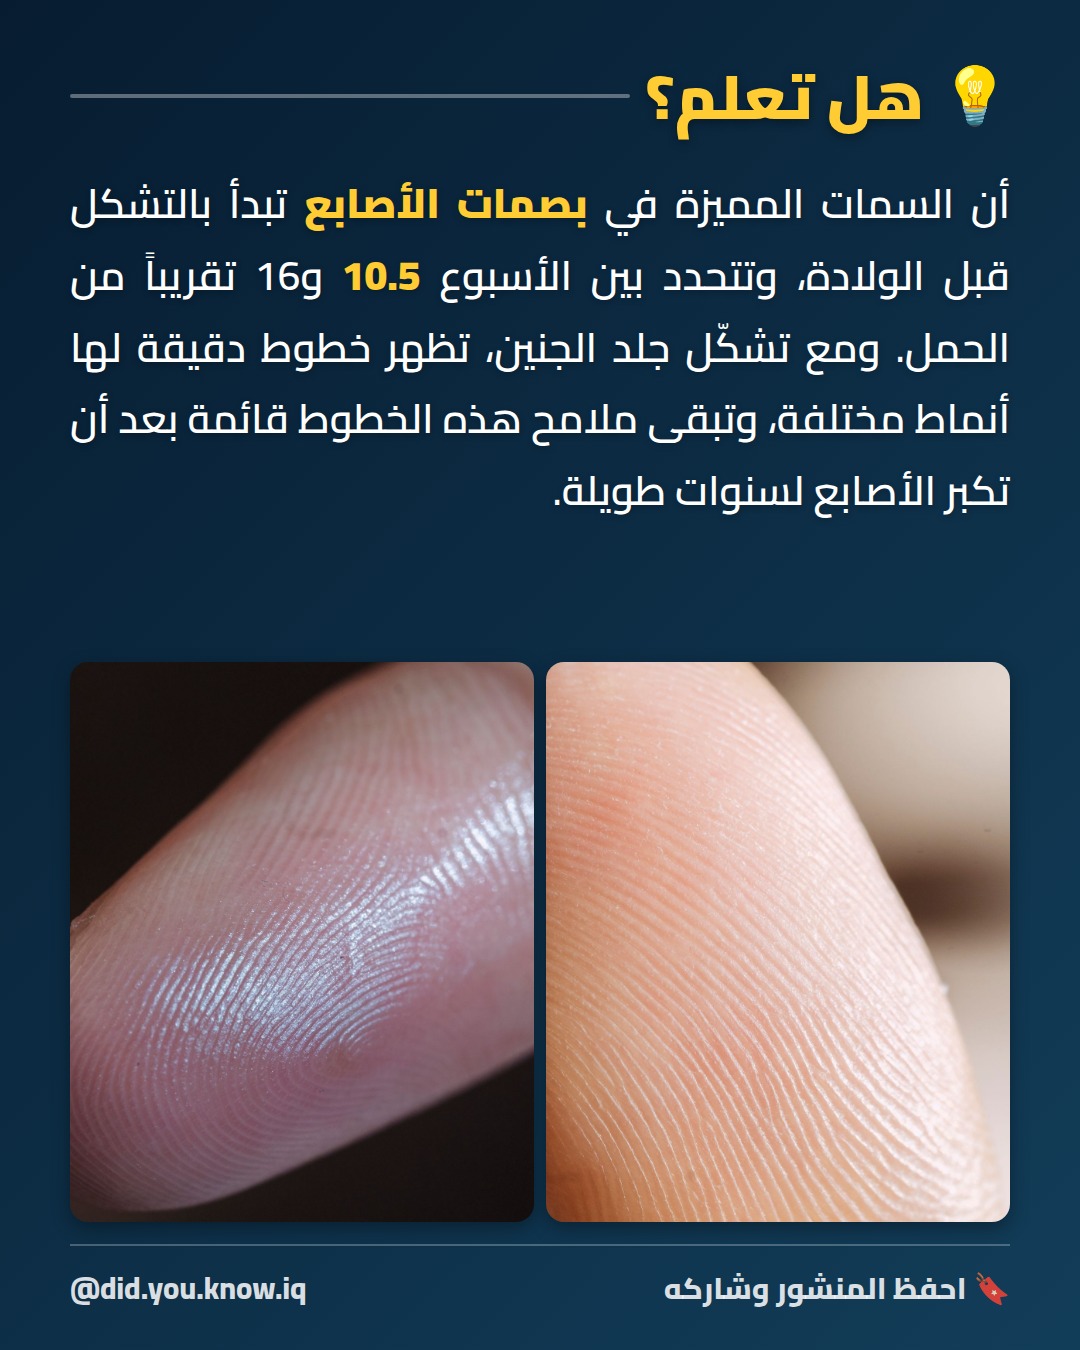 هل تعلم؟
أن السمات المميزة في بصمات الأصابع تبدأ بالتشكل
قبل الولادة، وتتحدد بين الأسبوع 10.5 و16 تقريباً من
الحمل. ومع تشكّل جلد الجنين، تظهر خطوط دقيقة لها
أنماط مختلفة، وتبقى ملامح هذه الخطوط قائمة بعد أن
تكبر الأصابع لسنوات طويلة.
احفظ المنشور وشاركه
@did.you.know.iq